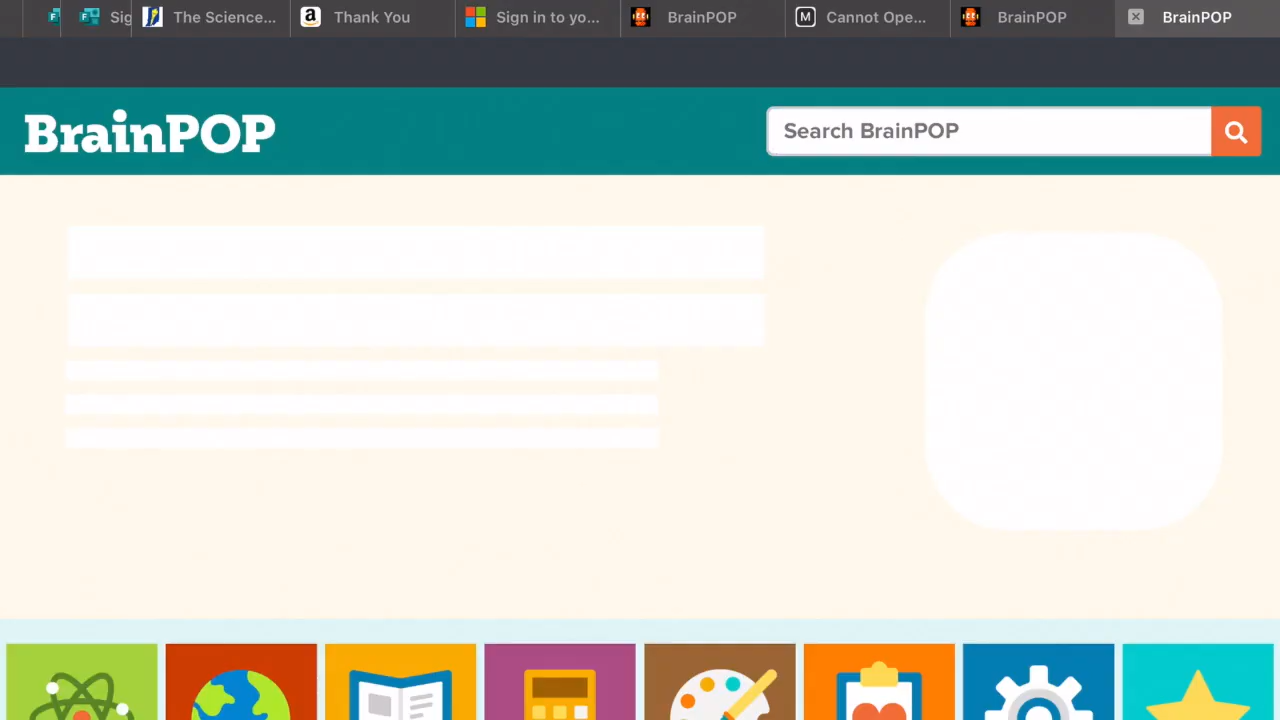 Sig
The Science...
Thank You
Sign in to yo...
BrainPOP
Cannot Ope...
BrainPOP
BrainPOP
BrainPOP
Search BrainPOP